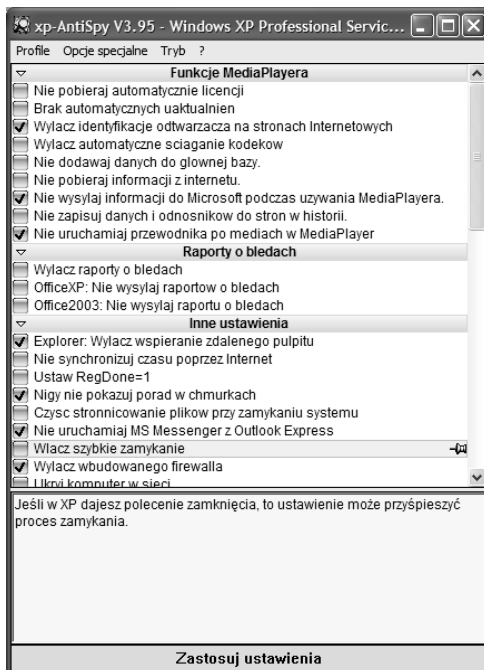 xp-AntiSpy V3.95 - Windows XP Professional Servic...
Profile Opcje specjalne Tryb ?
Funkcje MediaPlayera
Nie pobieraj automatycznie licencji
Brak automatycznych uaktualnien
Wylacz identyfikacje odtwarzacza na stronach Internetowych
Wylacz automatyczne sciaganie kodekow
Nie dodawaj danych do glownej bazy.
Nie pobieraj informacji z internetu.
Nie wysylaj informacji do Microsoft podczas uzywania MediaPlayera.
Nie zapisuj danych i odnosnikow do stron w historii.
Nie uruchamiaj przewodnika po mediach w MediaPlayer
Raporty o bledach
Wylacz raporty o bledach
OfficeXP: Nie wysylaj raportow o bledach
Office2003: Nie wysylaj raportu o bledach
Inne ustawienia
Explorer: Wylacz wspieranie zdalenego pulpitu
Nie synchronizuj czasu poprzez Internet
Ustaw RegDone=1
Nigy nie pokazuj porad w chmurkach
Czysc stronnicowanie plikow przy zamykaniu systemu
Nie uruchamiaj MS Messenger z Outlook Express
Wlacz szybkie zamykanie
Wylacz wbudowanego firewalla
Ukryj komputer w sieci
Jeśli w XP dajesz polecenie zamknięcia, to ustawienie może przyśpieszyć
proces zamykania.
Zastosuj ustawienia